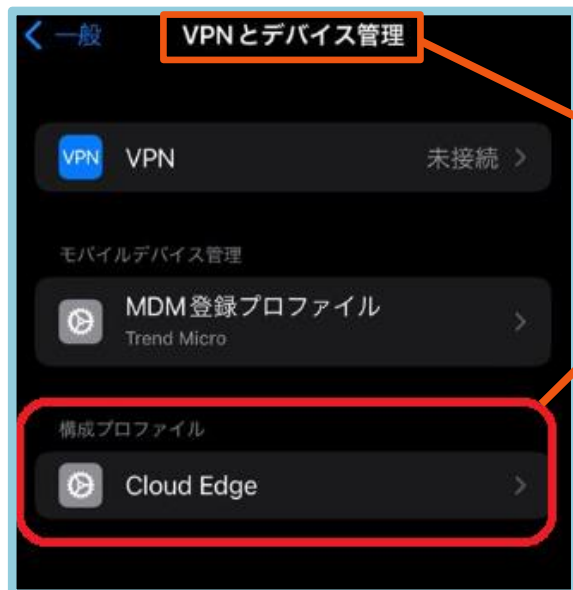 一般
VPNとデバイス管理
VPN VPN 未接続
モバイルデバイス管理
MDM登録プロファイル
Trend Micro
構成プロファイル
Cloud Edge